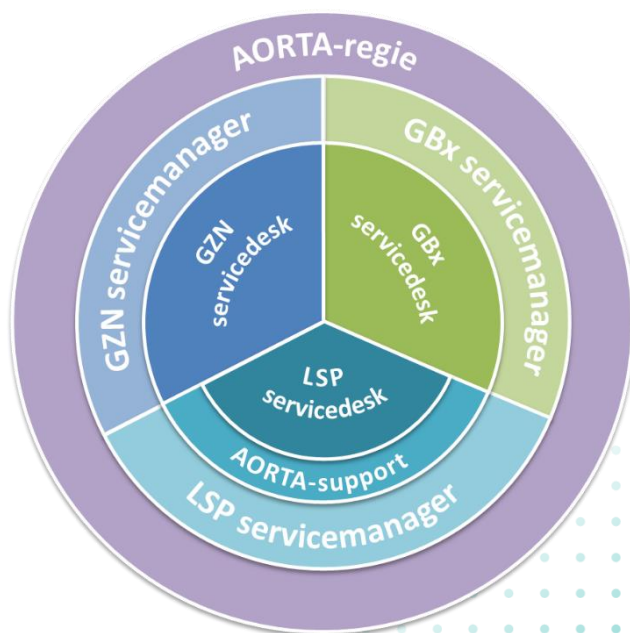 AORTA-regie
GZN servicemanager
GBx servicemanager
GZN
servicedesk
GBx
servicedesk
LSP
servicedesk
AORTA-support
LSP servicemanager